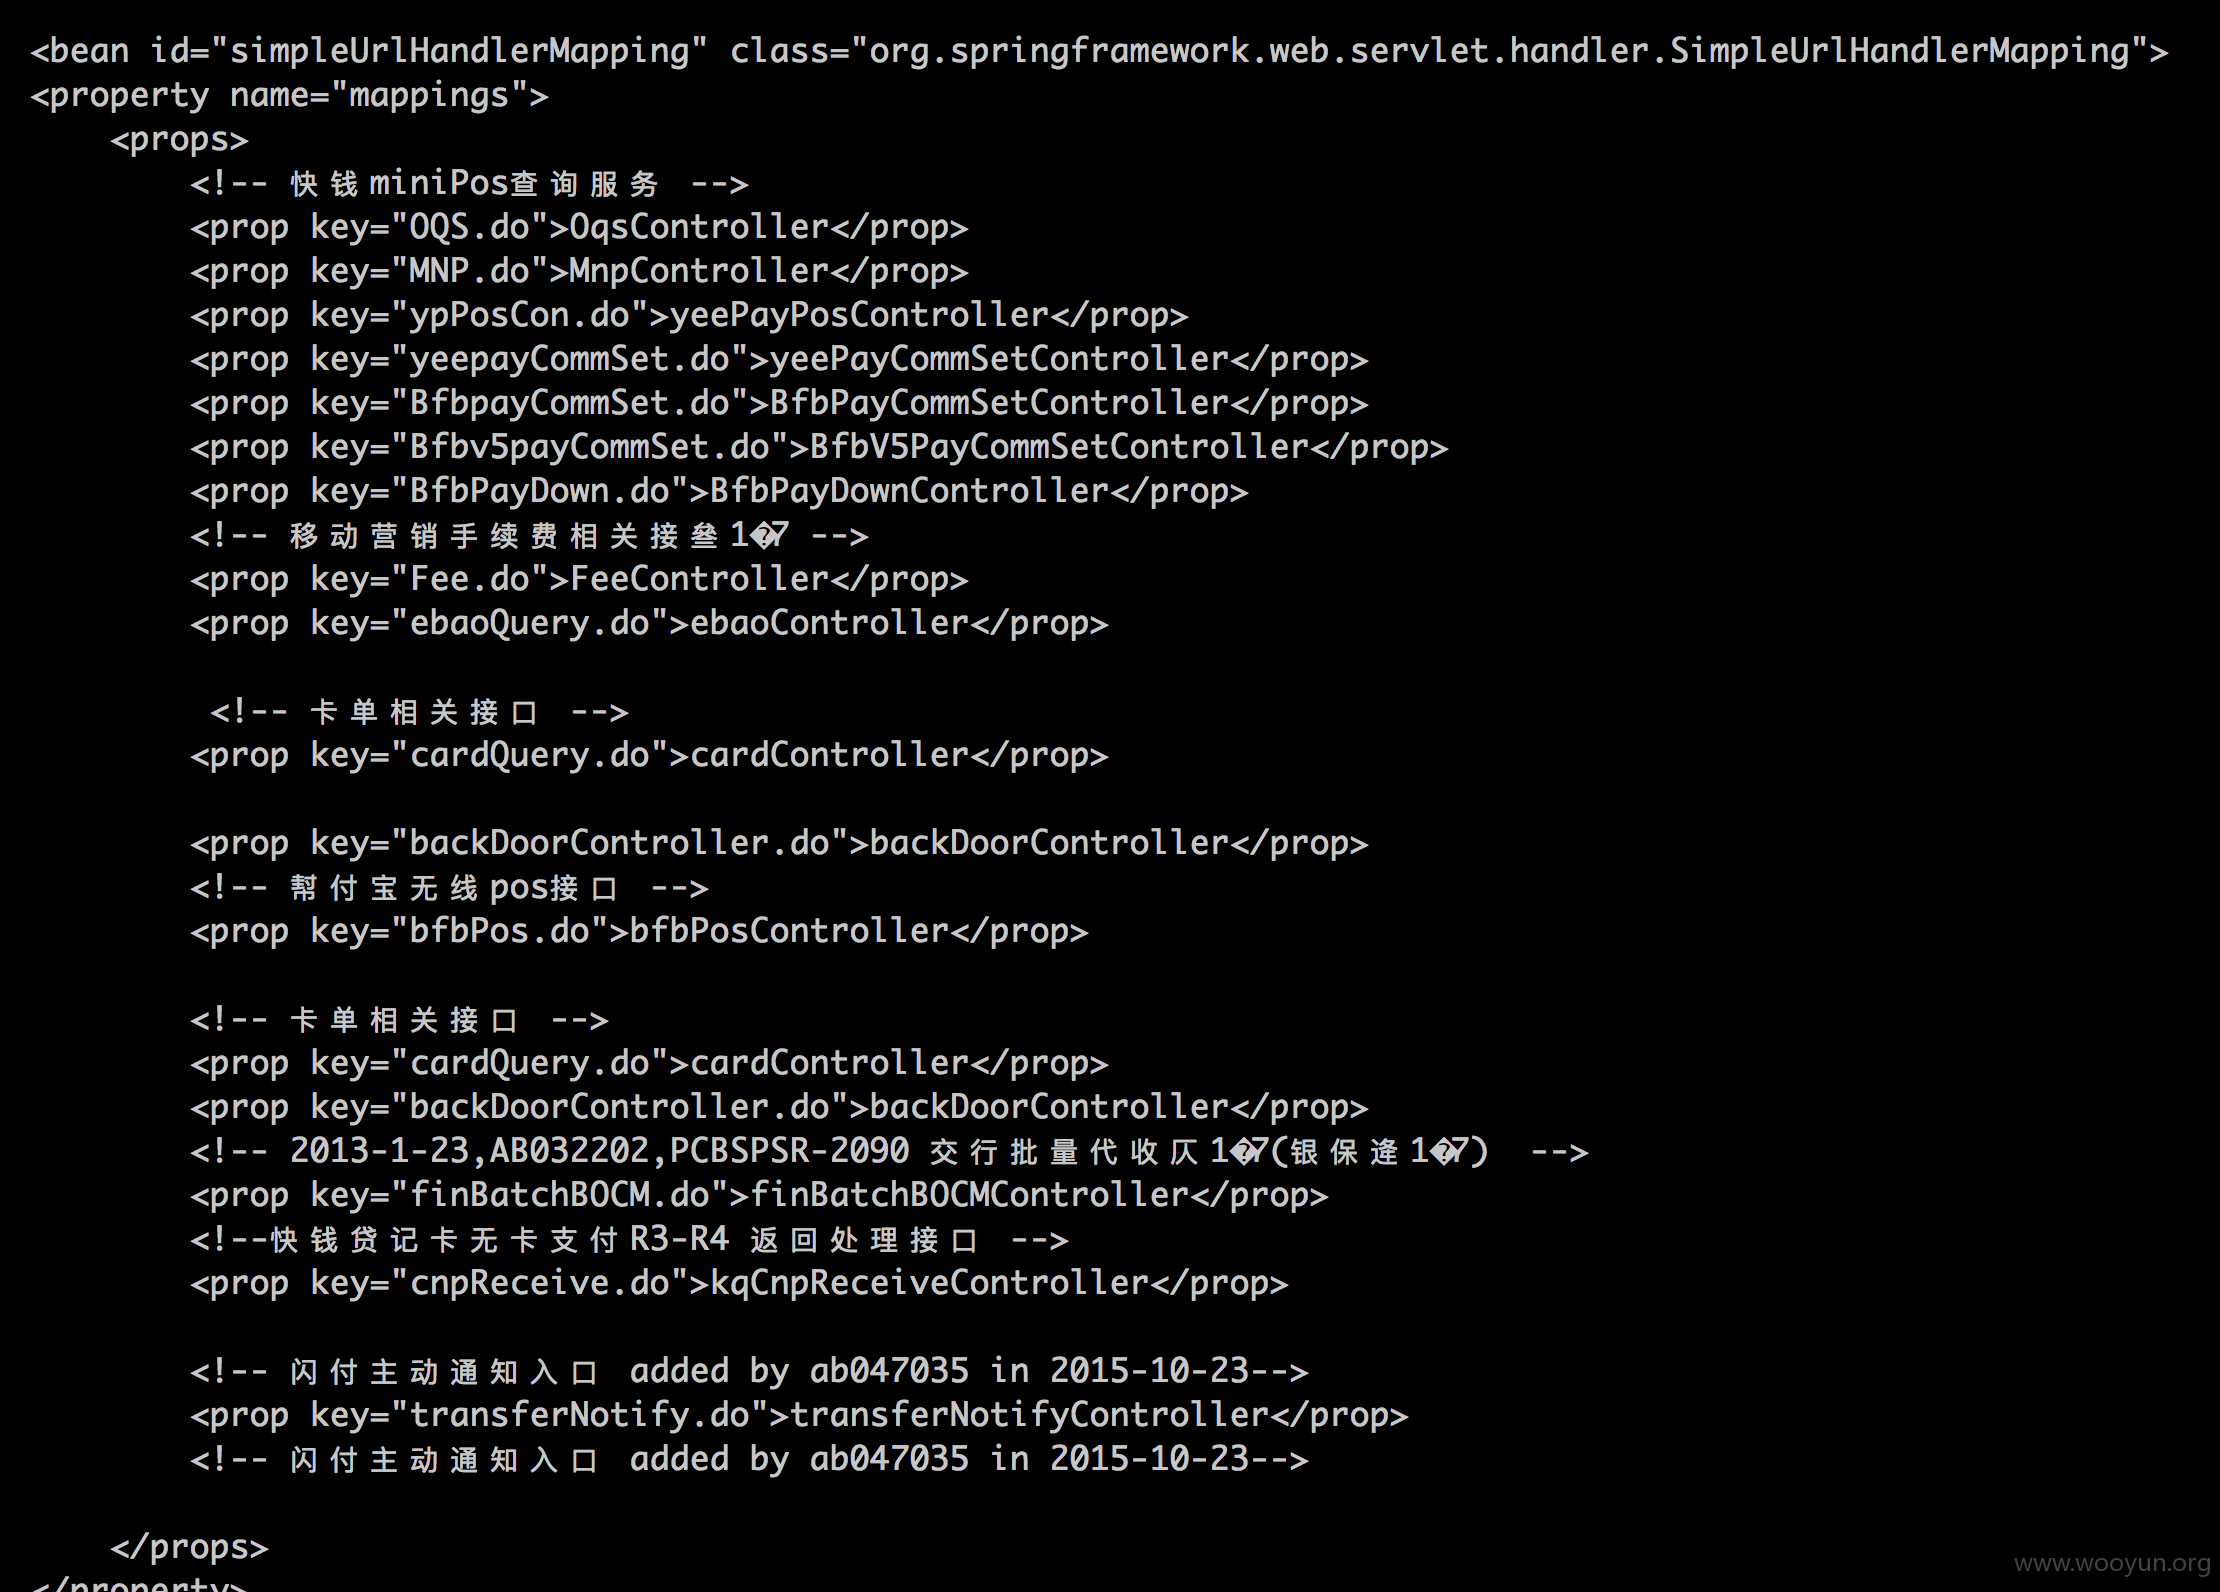 <bean id="simpleUrlHandlerMapping" class="org.springframework.web.servlet.handler.SimpleUrlHandlerMapping">
<property name="mappings">
<props>
<!-- 快钱miniPos查询服务 -->
<prop key="OQS.do">OqsController</prop>
<prop key="MNP.do">MnpController</prop>
<prop key="ypPosCon.do">yeePayPosController</prop>
<prop key="yeepayCommSet.do">yeePayCommSetController</prop>
<prop key="BfbpayCommSet.do">BfbPayCommSetController</prop>
<prop key="Bfbv5payCommSet.do">BfbV5PayCommSetController</prop>
<prop key="BfbPayDown.do">BfbPayDownController</prop>
<!-- 移动营销手续费相关接叄1�7 -->
<prop key="Fee.do">FeeController</prop>
<prop key="ebaoQuery.do">ebaoController</prop>
<!-- 卡单相关接口 -->
<prop key="cardQuery.do">cardController</prop>
<prop key="backDoorController.do">backDoorController</prop>
<!-- 幫付宝无线pos接口 -->
<prop key="bfbPos.do">bfbPosController</prop>
<!-- 卡单相关接口 -->
<prop key="cardQuery.do">cardController</prop>
<prop key="backDoorController.do">backDoorController</prop>
<!-- 2013-1-23,AB032202,PCBSPSR-2090 交行批量代收仄1�7(银保逄1�7) -->
<prop key="finBatchBOCM.do">finBatchBOCMController</prop>
<!--快钱贷记卡无卡支付R3-R4 返回处理接口 -->
<prop key="cnpReceive.do">kqCnpReceiveController</prop>
<!-- 闪付主动通知入口 added by ab047035 in 2015-10-23-->
<prop key="transferNotify.do">transferNotifyController</prop>
<!-- 闪付主动通知入口 added by ab047035 in 2015-10-23-->
</props>
</property>
www.wooyun.org